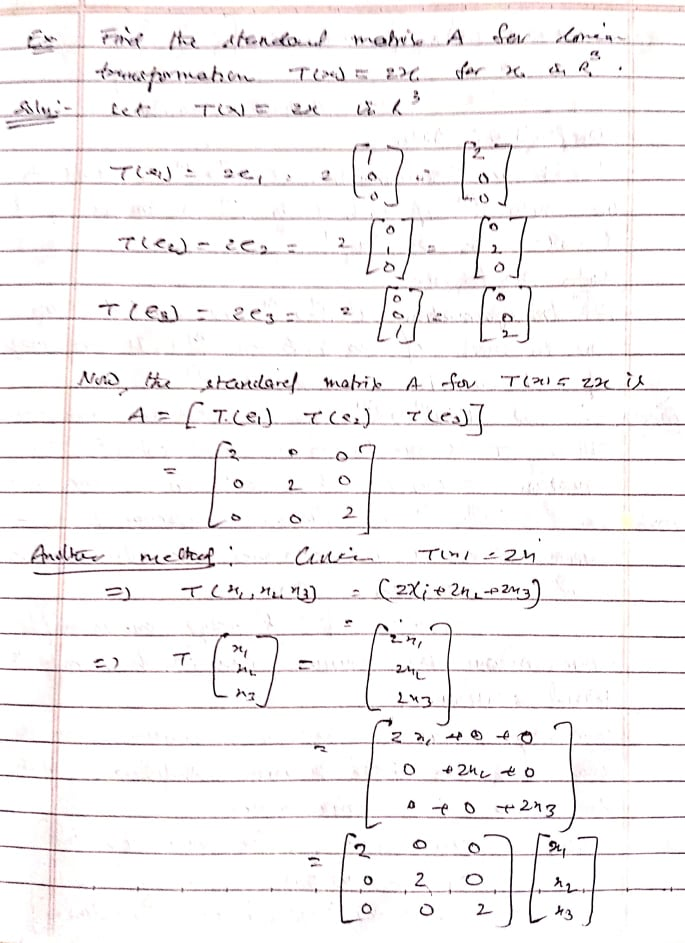 Ex Find the standard matrix A for
transformation T(x) = 2x for x in R³.
Soln:- Let T(x) = 2x in R³
T(e1) = 2e1 = 2 [1 0 0] = [2 0 0]
T(e2) = 2e2 = 2 [0 1 0] = [0 2 0]
T(e3) = 2e3 = 2 [0 0 1] = [0 0 2]
Now, the standard matrix A for T(x) = 2x is
A = [T(e1) T(e2) T(e3)]
= [2 0 0
0 2 0
0 0 2]
Another method: Given T(x) = 2x
=> T(x1, x2, x3) = (2x1 + 2x2 + 2x3)
=> T [x1 x2 x3] = [2x1 2x2 2x3]
= [2x1 + 0 + 0
0 + 2x2 + 0
0 + 0 + 2x3]
= [2 0 0 [x1
0 2 0 x2
0 0 2] x3]